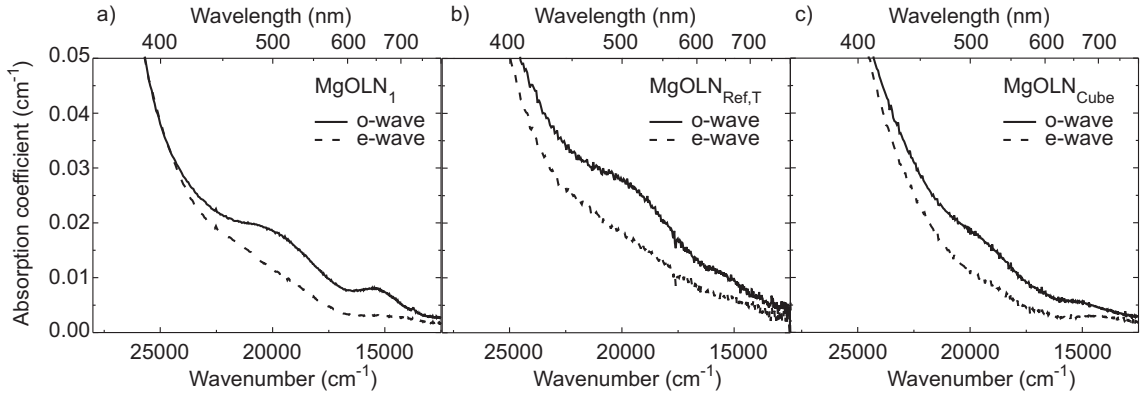 a) Wavelength (nm)
400 500 600 700
b) Wavelength (nm)
400 500 600 700
c) Wavelength (nm)
400 500 600 700
Absorption coefficient (cm-1)
0.05
0.04
0.03
0.02
0.01
0.00
MgOLN1
o-wave
e-wave
MgOLNRef,T
o-wave
e-wave
MgOLNCube
o-wave
e-wave
25000 20000 15000
Wavenumber (cm-1)
25000 20000 15000
Wavenumber (cm-1)
25000 20000 15000
Wavenumber (cm-1)